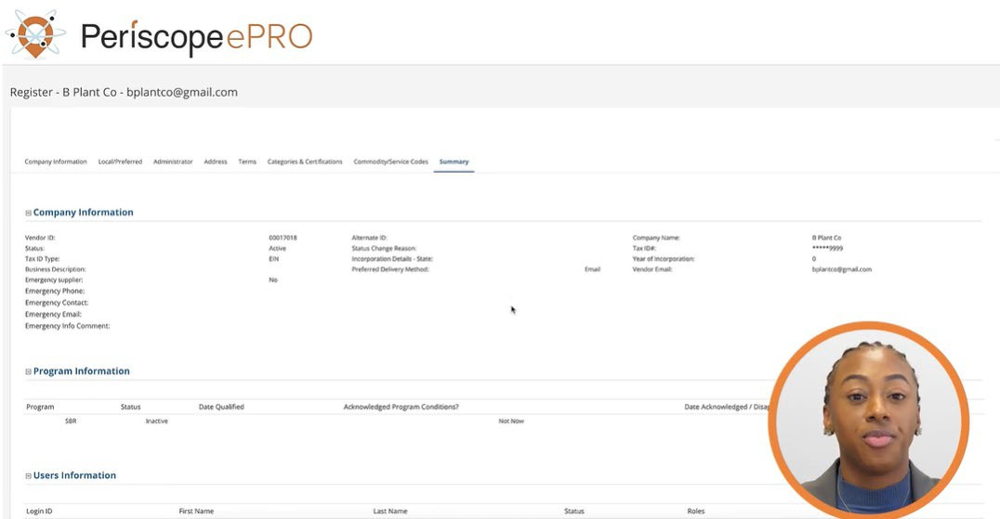 Periscope ePRO
Register - B Plant Co - bplantco@gmail.com
Company Information Local/Preferred Administrator Address Terms Categories & Certifications Commodity/Service Codes Summary
Company Information
Vendor ID: 00017018 Alternate ID: Company Name: B Plant Co
Status: Active Status Change Reason: Tax ID#: *****9999
Tax ID Type: EIN Incorporation Details - State: Year of Incorporation: 0
Business Description: Preferred Delivery Method: Email Vendor Email: bplantco@gmail.com
Emergency supplier: No
Emergency Phone:
Emergency Contact:
Emergency Email:
Emergency Info Comment:
Program Information
Program Status Date Qualified Acknowledged Program Conditions? Date Acknowledged /
SBR Inactive Not Now
Users Information
Login ID First Name Last Name Status Roles